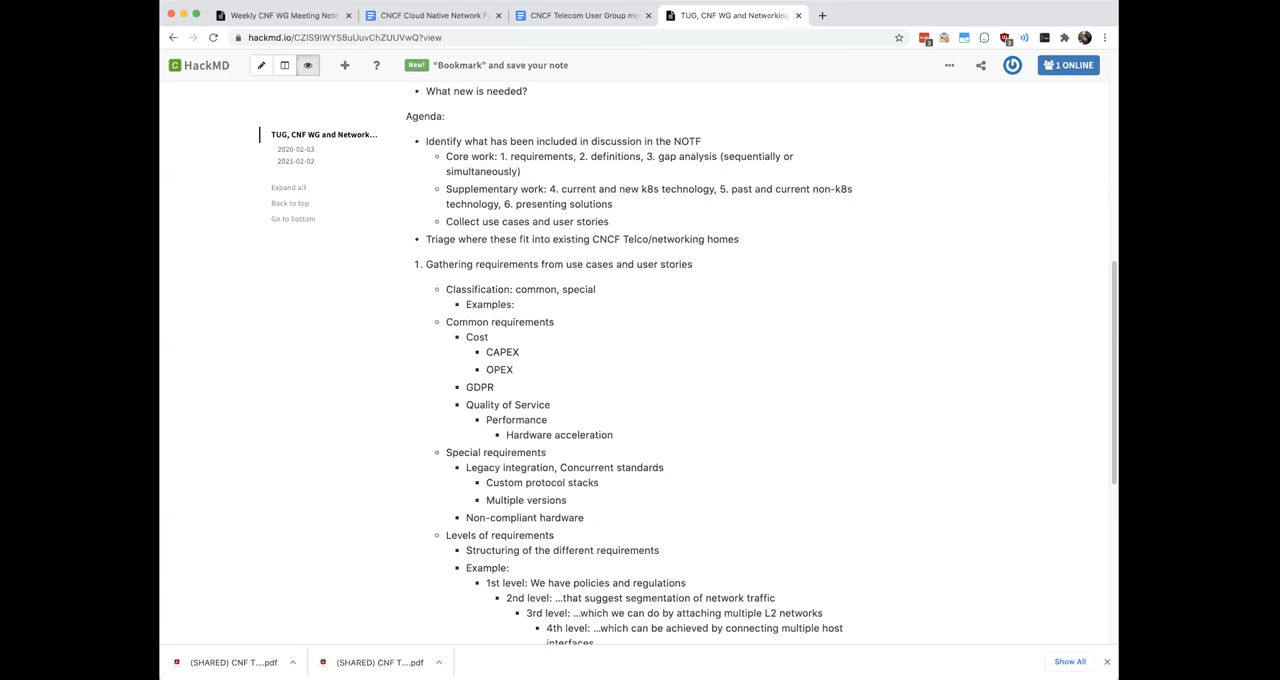 Weekly CNF WG Meeting Note
CNCF Cloud Native Network F
CNCF Telecom User Group me
TUG, CNF WG and Networking
hackmd.io/CZlS9IWYS8uUuvChZUUVwQ?view
3
3
HackMD
New! "Bookmark" and save your note
1 ONLINE
What new is needed?
Agenda:
TUG, CNF WG and Network...
2020-02-03
2021-02-02
Expand all
Back to top
Go to bottom
Identify what has been included in discussion in the NOTF
Core work: 1. requirements, 2. definitions, 3. gap analysis (sequentially or
simultaneously)
Supplementary work: 4. current and new k8s technology, 5. past and current non-k8s
technology, 6. presenting solutions
Collect use cases and user stories
Triage where these fit into existing CNCF Telco/networking homes
1. Gathering requirements from use cases and user stories
Classification: common, special
Examples:
Common requirements
Cost
CAPEX
OPEX
GDPR
Quality of Service
Performance
Hardware acceleration
Special requirements
Legacy integration, Concurrent standards
Custom protocol stacks
Multiple versions
Non-compliant hardware
Levels of requirements
Structuring of the different requirements
Example:
1st level: We have policies and regulations
2nd level: ...that suggest segmentation of network traffic
3rd level: ...which we can do by attaching multiple L2 networks
4th level: ...which can be achieved by connecting multiple host
interfaces
(SHARED) CNF T....pdf
(SHARED) CNF T....pdf
Show All